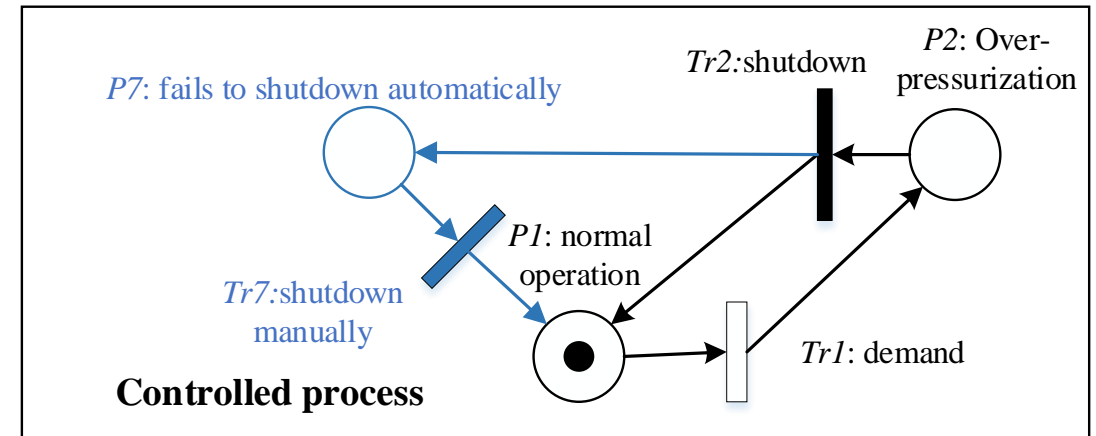 P2: Over-
pressurization
Tr2:shutdown
P7: fails to shutdown automatically
P1: normal
operation
Tr7:shutdown
manually
Tr1: demand
Controlled process